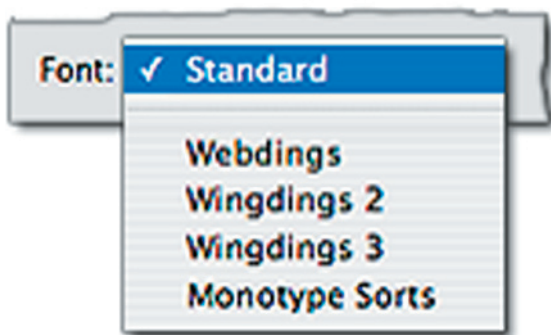 Font: ✓ Standard
Webdings
Wingdings 2
Wingdings 3
Monotype Sorts